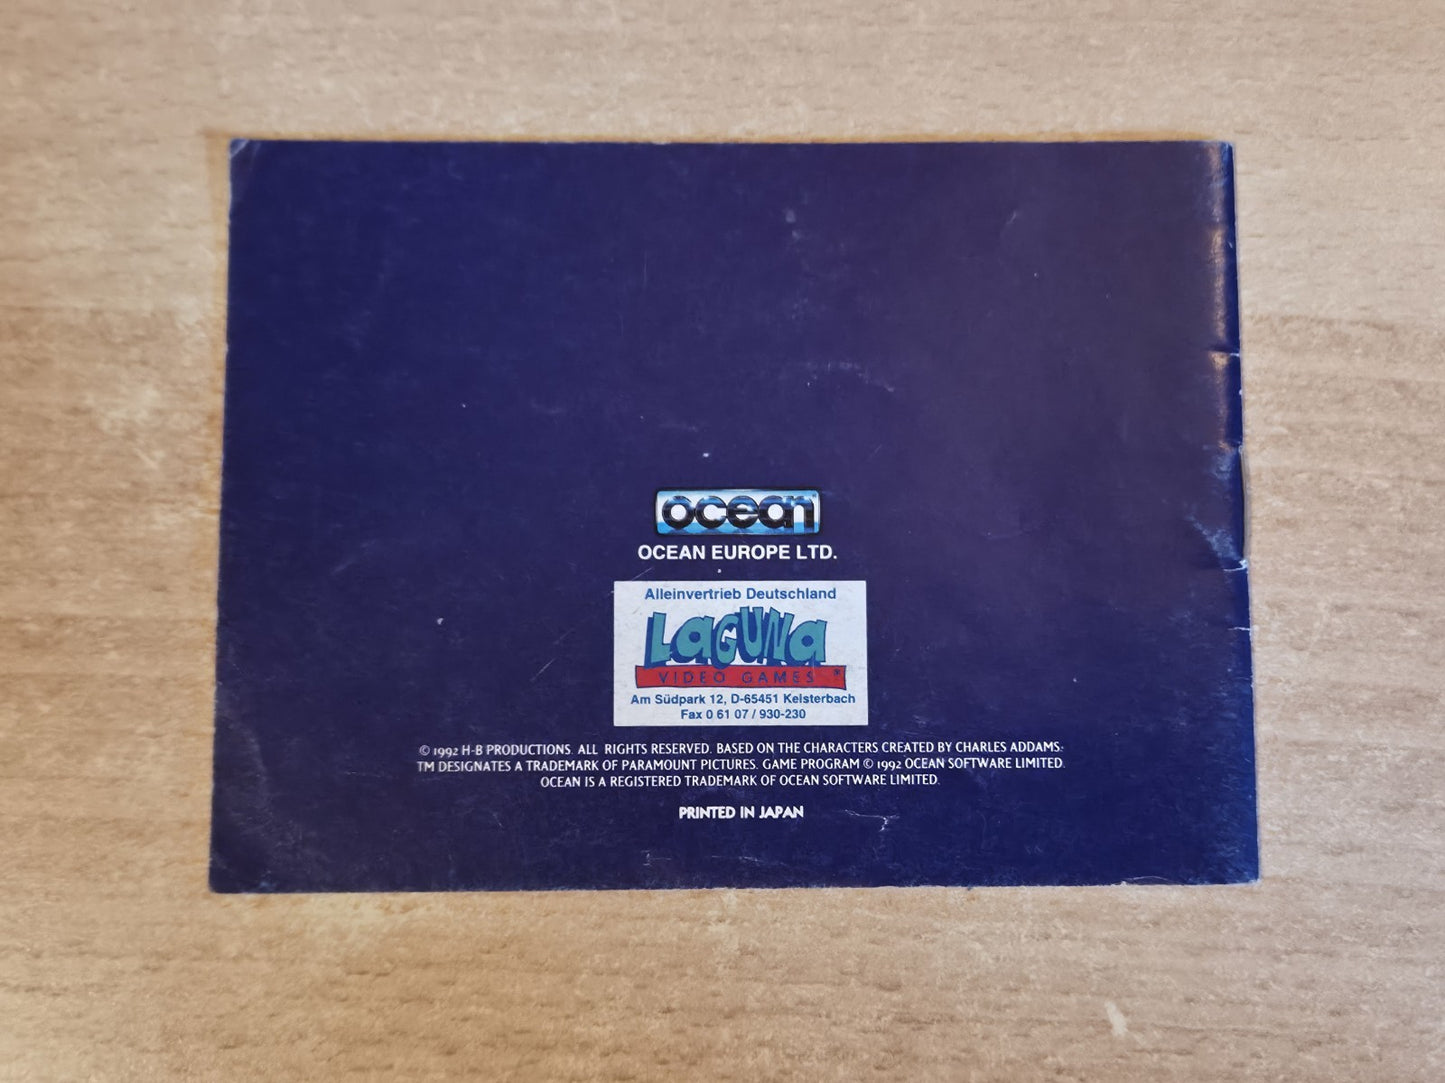 ocean
OCEAN EUROPE LTD.
Alleinvertrieb Deutschland
LAGUNA
VIDEO GAMES
Am Südpark 12, D-65451 Kelsterbach
Fax 0 61 07 / 930-230
© 1992 H-B PRODUCTIONS. ALL RIGHTS RESERVED. BASED ON THE CHARACTERS CREATED BY CHARLES ADDAMS.
TM DESIGNATES A TRADEMARK OF PARAMOUNT PICTURES. GAME PROGRAM © 1992 OCEAN SOFTWARE LIMITED.
OCEAN IS A REGISTERED TRADEMARK OF OCEAN SOFTWARE LIMITED.
PRINTED IN JAPAN